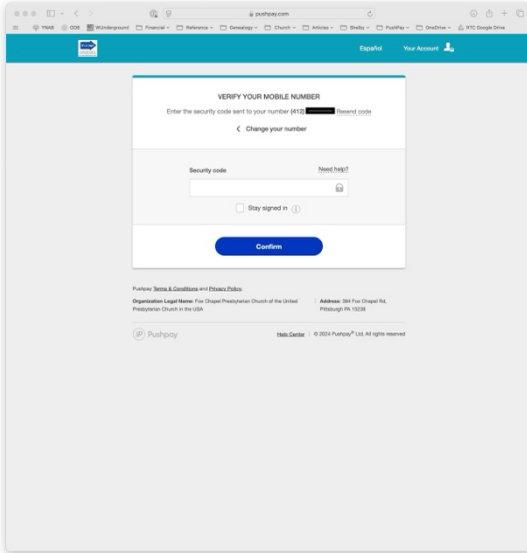 pushpay.com
YNAB
ODR
WUnderground
Financial
Reference
Genealogy
Church
Articles
Shelby
PushPay
OneDrive
RTC Google Drive
Español
Your Account
VERIFY YOUR MOBILE NUMBER
Enter the security code sent to your number (412) Resend code
Change your number
Security code
Need help?
Stay signed in
Confirm
Pushpay Terms & Conditions and Privacy Policy
Organisation Legal Name: Fox Chapel Presbyterian Church of the United
Presbyterian Church in the USA
Address: 384 Fox Chapel Rd,
Pittsburgh PA 15238
Pushpay
Help Center | © 2024 Pushpay® Ltd, All rights reserved